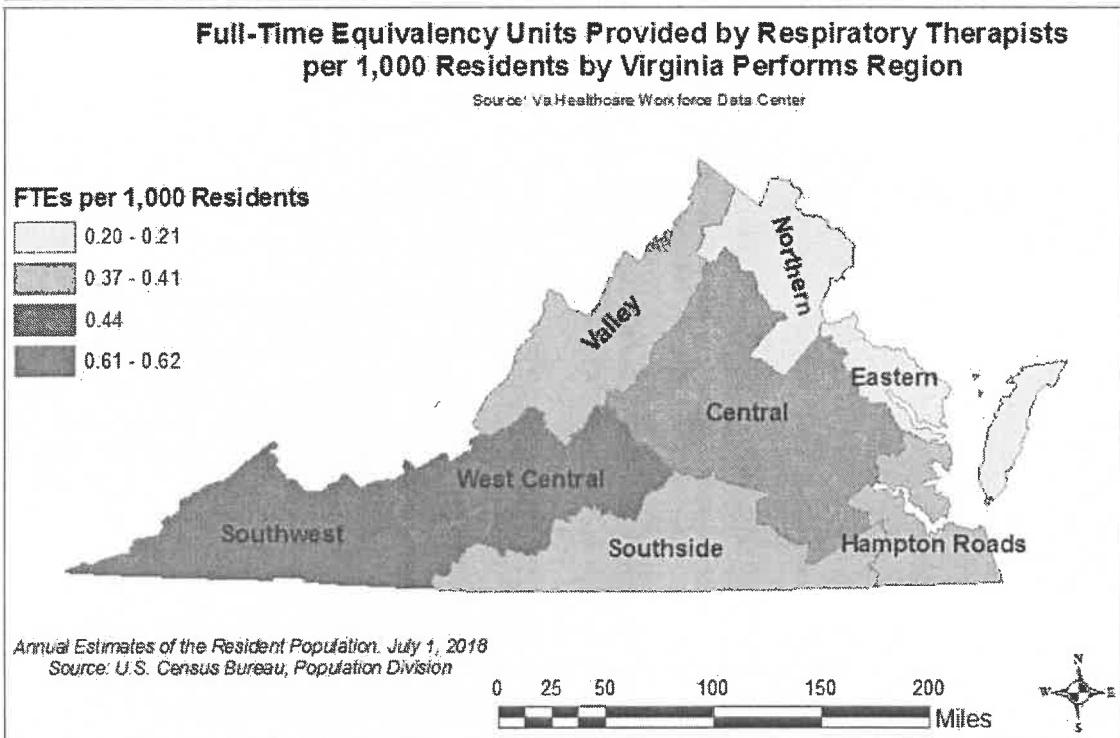 Full-Time Equivalency Units Provided by Respiratory Therapists
per 1,000 Residents by Virginia Performs Region
Source: Va Healthcare Workforce Data Center
FTEs per 1,000 Residents
0.20 - 0.21
0.37 - 0.41
0.44
0.61 - 0.62
Northern
Valley
Eastern
Central
West Central
Southwest
Southside
Hampton Roads
Annual Estimates of the Resident Population: July 1, 2018
Source: U.S. Census Bureau, Population Division
0 25 50 100 150 200
Miles
N
W E
S